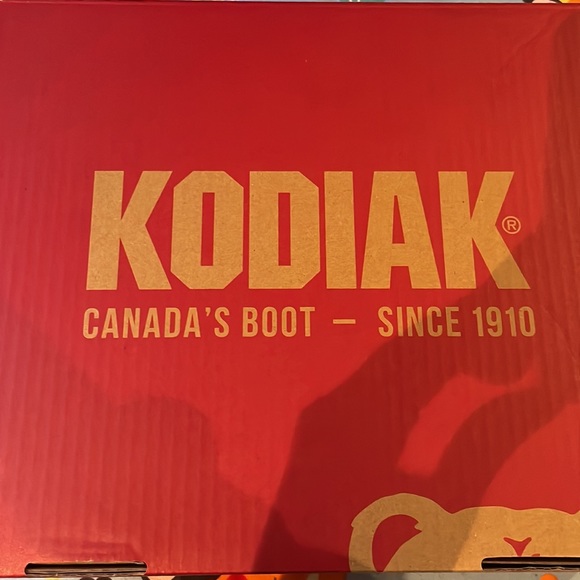 KODIAK®
CANADA'S BOOT — SINCE 1910